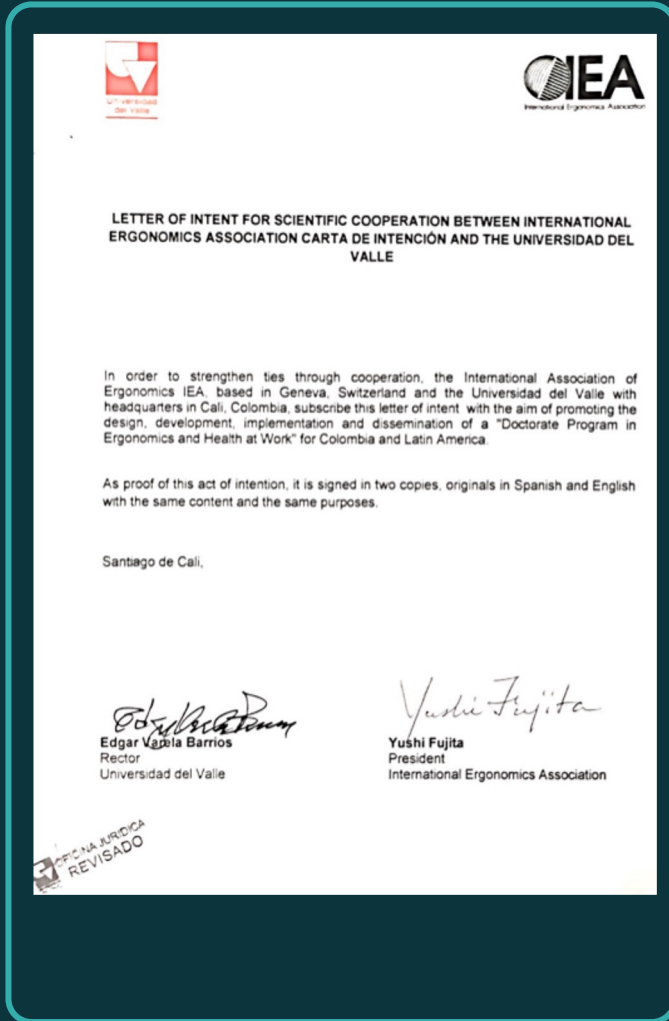 Universidad
del Valle
IEA
International Ergonomics Association
LETTER OF INTENT FOR SCIENTIFIC COOPERATION BETWEEN INTERNATIONAL
ERGONOMICS ASSOCIATION CARTA DE INTENCIÓN AND THE UNIVERSIDAD DEL
VALLE
In order to strengthen ties through cooperation, the International Association of
Ergonomics IEA, based in Geneva, Switzerland and the Universidad del Valle with
headquarters in Cali, Colombia, subscribe this letter of intent with the aim of promoting the
design, development, implementation and dissemination of a "Doctorate Program in
Ergonomics and Health at Work" for Colombia and Latin America.
As proof of this act of intention, it is signed in two copies, originals in Spanish and English
with the same content and the same purposes.
Santiago de Cali,
Yushi Fujita
Edgar Varela Barrios
Rector
Universidad del Valle
Yushi Fujita
President
International Ergonomics Association
OFICINA JURIDICA
REVISADO